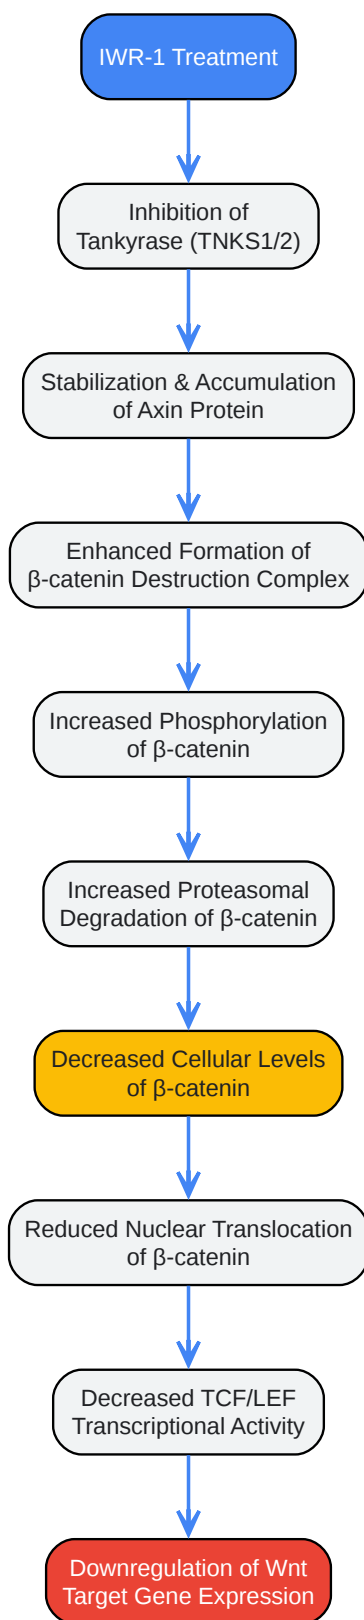 IWR-1 Treatment
Inhibition of
Tankyrase (TNKS1/2)
Stabilization & Accumulation
of Axin Protein
Enhanced Formation of
β-catenin Destruction Complex
Increased Phosphorylation
of β-catenin
Increased Proteasomal
Degradation of β-catenin
Decreased Cellular Levels
of β-catenin
Reduced Nuclear Translocation
of β-catenin
Decreased TCF/LEF
Transcriptional Activity
Downregulation of Wnt
Target Gene Expression